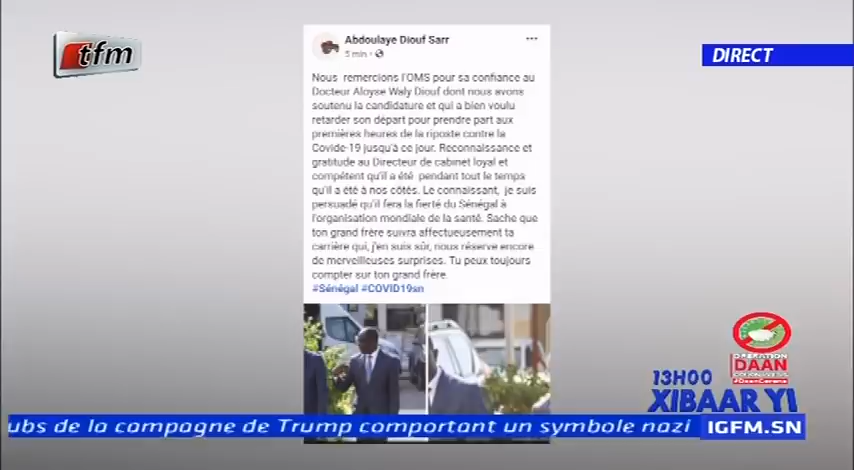 tfm
DIRECT
Abdoulaye Diouf Sarr
5 min
Nous remercions l'OMS pour sa confiance au
Docteur Aloyse Waly Diouf dont nous avons
soutenu la candidature et qui a bien voulu
retarder son départ pour prendre part aux
premières heures de la riposte contre la
Covide-19 jusqu'à ce jour. Reconnaissance et
gratitude au Directeur de cabinet loyal et
compétent qu'il a été pendant tout le temps
qu'il a été à nos côtés. Le connaissant, je suis
persuadé qu'il fera la fierté du Sénégal à
l'organisation mondiale de la santé. Sache que
ton grand frère suivra affectueusement ta
carrière qui, j'en suis sûr, nous réserve encore
de merveilleuses surprises. Tu peux toujours
compter sur ton grand frère
#Sénégal #COVID19sn
OPERATION
DAAN
CORONAVIRUS
#DaanCorona
13H00
XIBAAR YI
ubs de la campagne de Trump comportant un symbole nazi
IGFM.SN